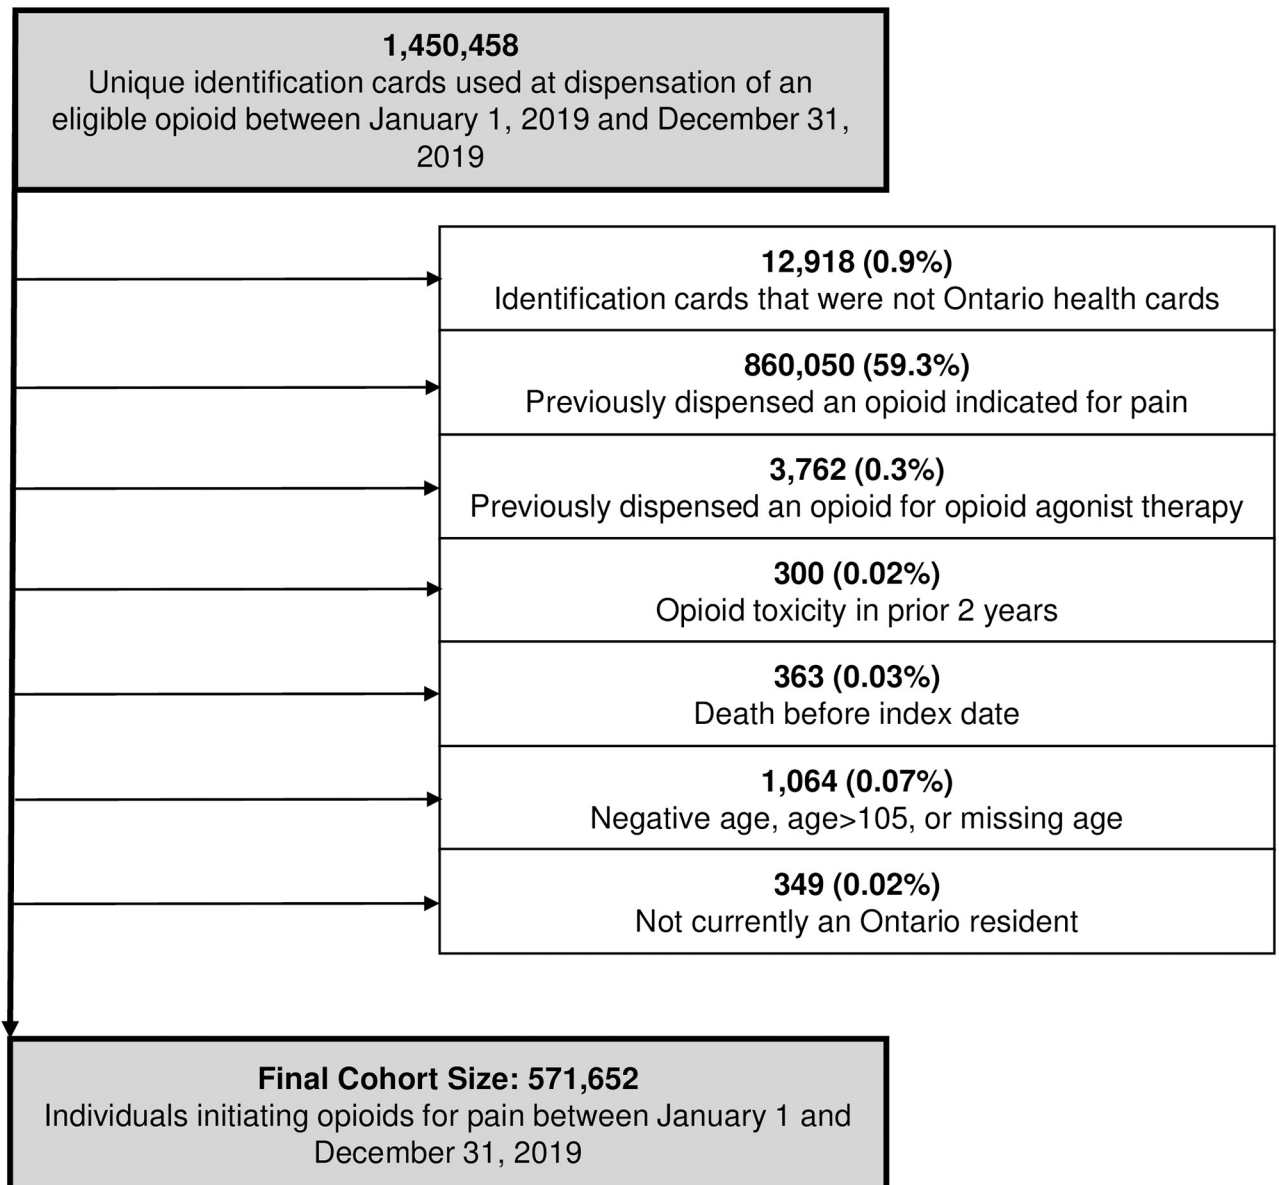 1,450,458
Unique identification cards used at dispensation of an
eligible opioid between January 1, 2019 and December 31,
2019
12,918 (0.9%)
Identification cards that were not Ontario health cards
860,050 (59.3%)
Previously dispensed an opioid indicated for pain
3,762 (0.3%)
Previously dispensed an opioid for opioid agonist therapy
300 (0.02%)
Opioid toxicity in prior 2 years
363 (0.03%)
Death before index date
1,064 (0.07%)
Negative age, age>105, or missing age
349 (0.02%)
Not currently an Ontario resident
Final Cohort Size: 571,652
Individuals initiating opioids for pain between January 1 and
December 31, 2019